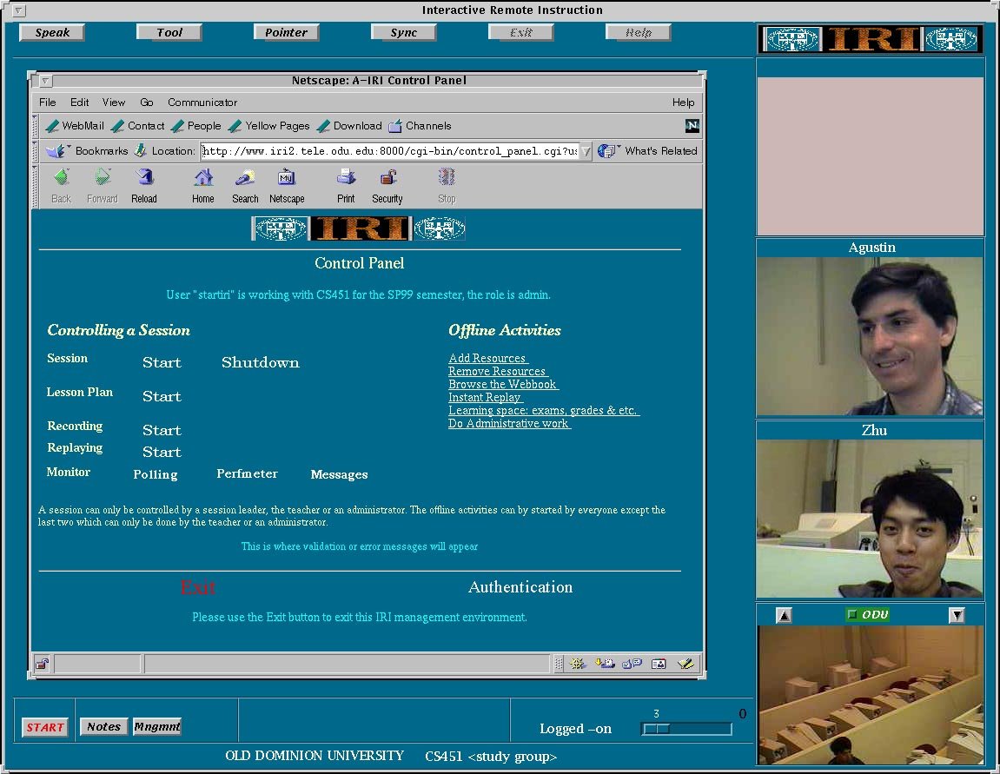 Interactive Remote Instruction
Speak Tool Pointer Sync Exit Help
IRI
Netscape: A-IRI Control Panel
File Edit View Go Communicator Help
WebMail Contact People Yellow Pages Download Channels
N
Bookmarks Location: http://www.iri2.tele.odu.edu:8000/cgi-bin/control_panel.cgi?us What's Related
My
Back Forward Reload Home Search Netscape Print Security Stop
IRI
Control Panel
User "startiri" is working with CS451 for the SP99 semester, the role is admin.
Controlling a Session
Session Start Shutdown
Lesson Plan Start
Recording Start
Replaying Start
Monitor Polling Perfmeter Messages
Offline Activities
Add Resources
Remove Resources
Browse the Webbook
Instant Replay
Learning space: exams, grades & etc.
Do Administrative work
A session can only be controlled by a session leader, the teacher or an administrator. The offline activities can by started by everyone except the
last two which can only be done by the teacher or an administrator.
This is where validation or error messages will appear
Exit Authentication
Please use the Exit button to exit this IRI management environment.
Agustin
Zhu
ODU
START Notes Mngmnt
Logged -on 3 0
OLD DOMINION UNIVERSITY CS451 <study group>